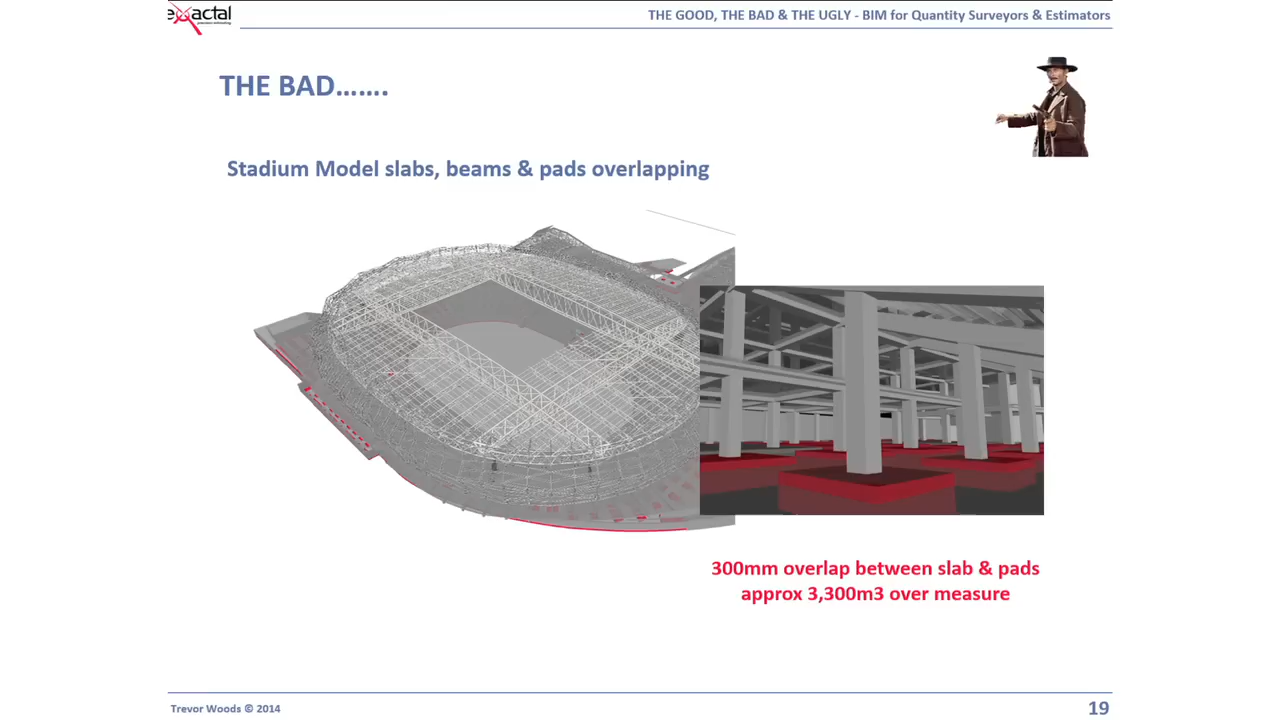 exactal
THE GOOD, THE BAD & THE UGLY - BIM for Quantity Surveyors & Estimators
THE BAD.......
Stadium Model slabs, beams & pads overlapping
300mm overlap between slab & pads
approx 3,300m3 over measure
Trevor Woods © 2014
19